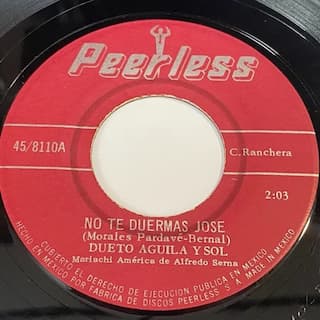 Peerless
45/8110A
C. Ranchera
2:03
NO TE DUERMAS JOSE
(Morales Pardavé-Bernal)
DUETO AGUILA Y SOL
Mariachi América de Alfredo Serna
CUBIERTO EL DERECHO DE EJECUCION PUBLICA EN MEXICO
HECHO EN MEXICO POR FABRICA DE DISCOS PEERLESS S A MADE IN MEXICO